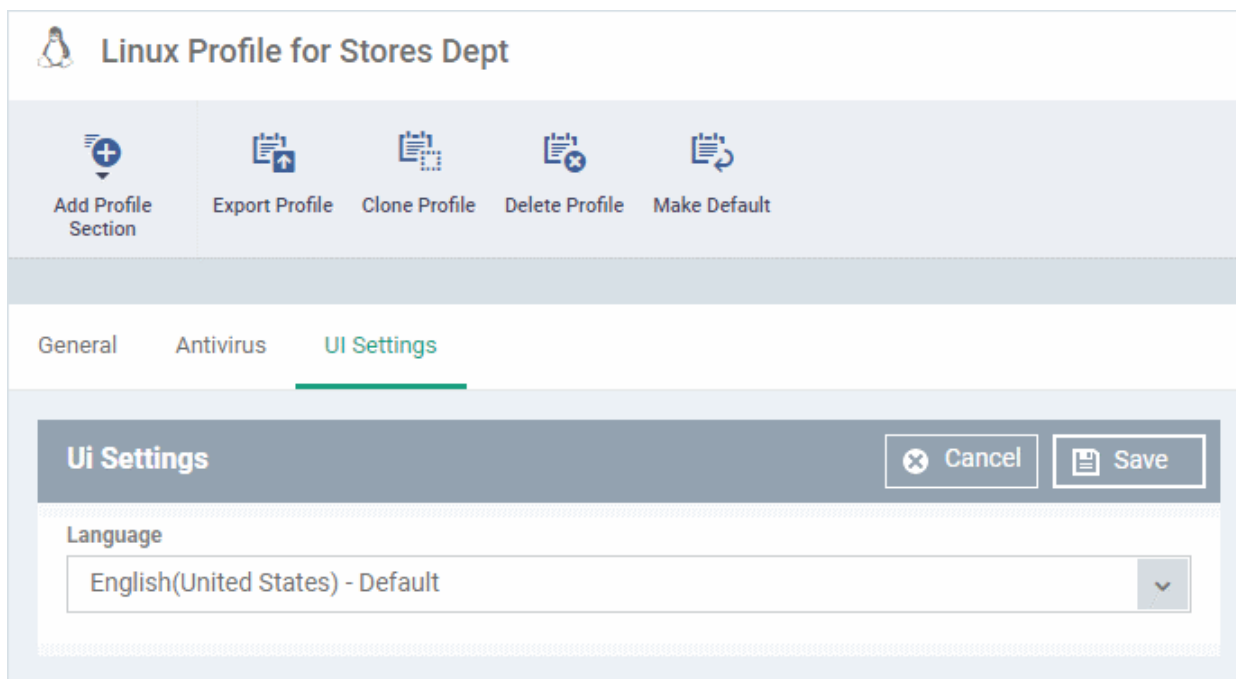 Linux Profile for Stores Dept
Add Profile
Section
Export Profile
Clone Profile
Delete Profile
Make Default
General
Antivirus
UI Settings
Ui Settings
Cancel
Save
Language
English(United States) - Default